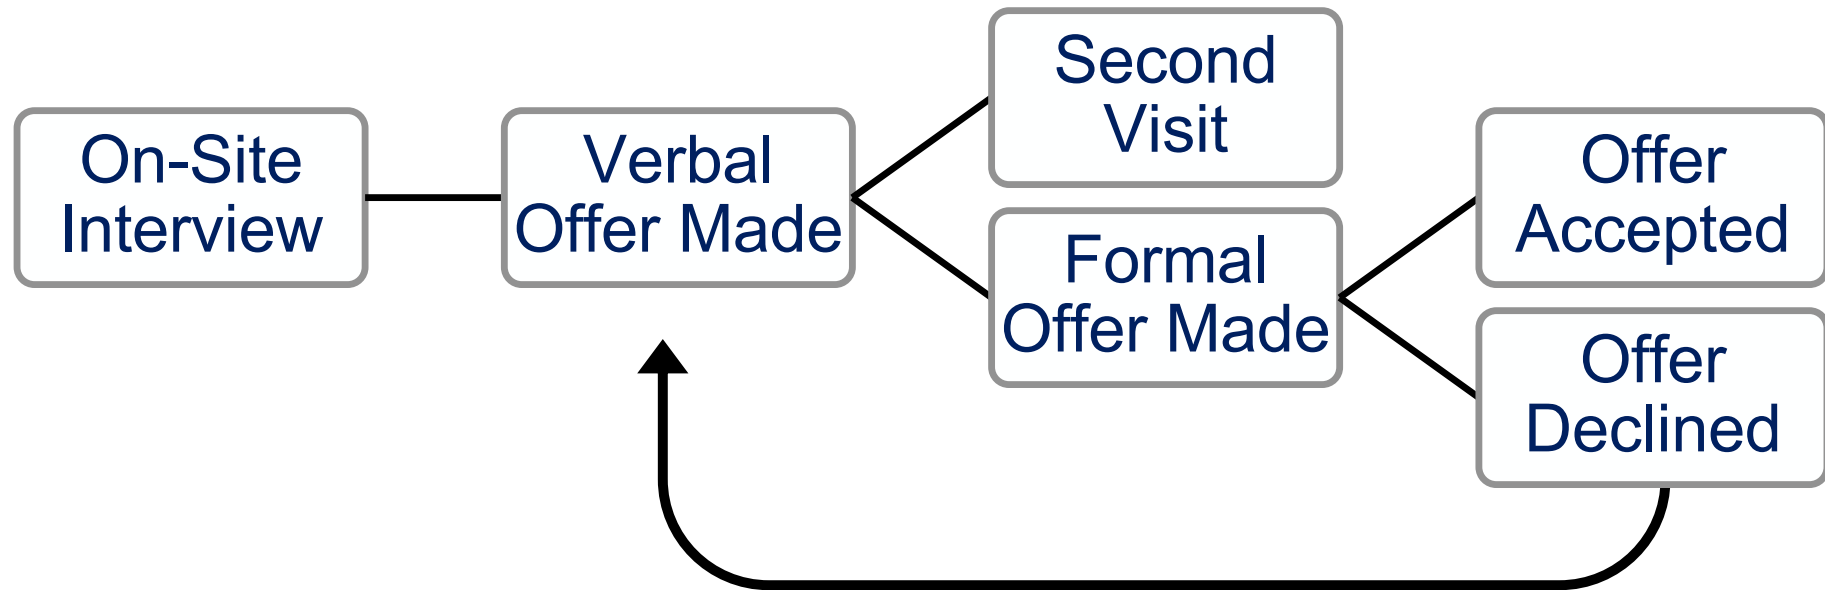 On-Site
Interview
Verbal
Offer Made
Second
Visit
Formal
Offer Made
Offer
Accepted
Offer
Declined